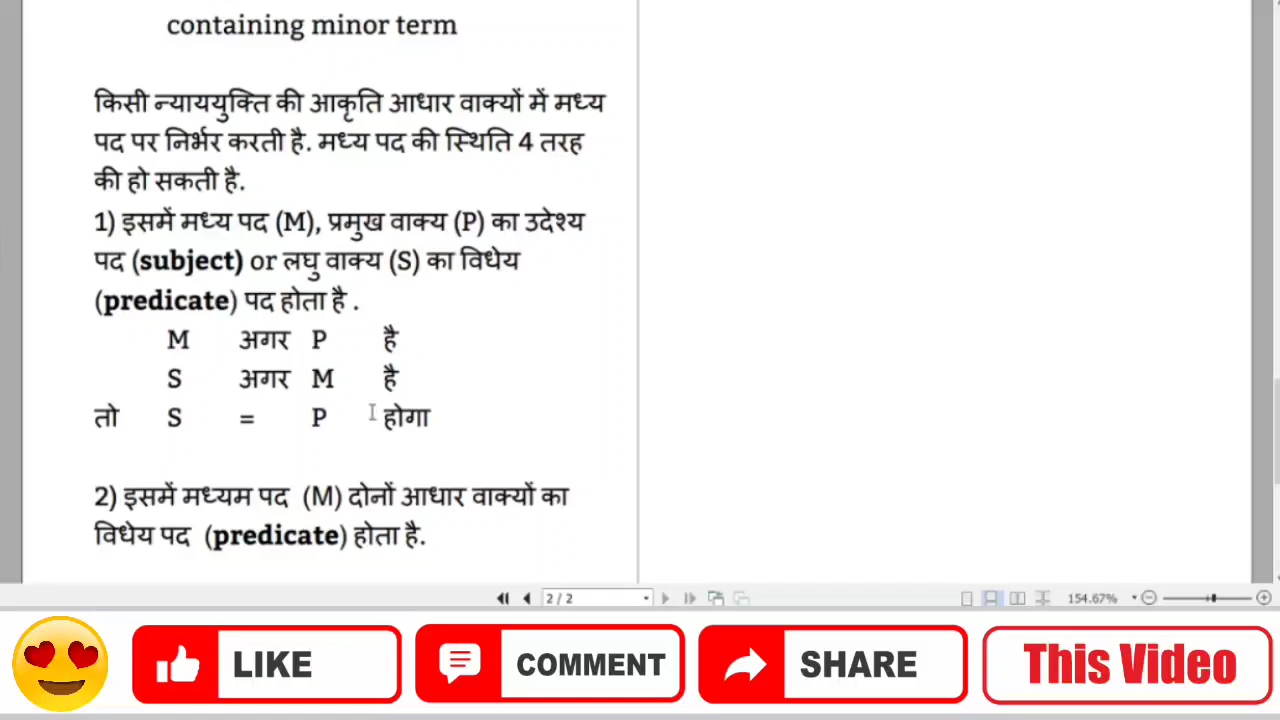 containing minor term
किसी न्याययुक्ति की आकृति आधार वाक्यों में मध्य
पद पर निर्भर करती है. मध्य पद की स्थिति 4 तरह
की हो सकती है.
1) इसमें मध्य पद (M), प्रमुख वाक्य (P) का उदेश्य
पद (subject) or लघु वाक्य (S) का विधेय
(predicate) पद होता है .
M अगर P है
S अगर M है
तो S = P होगा
2) इसमें मध्यम पद (M) दोनों आधार वाक्यों का
विधेय पद (predicate) होता है.
2 / 2 154.67%
LIKE COMMENT SHARE This Video